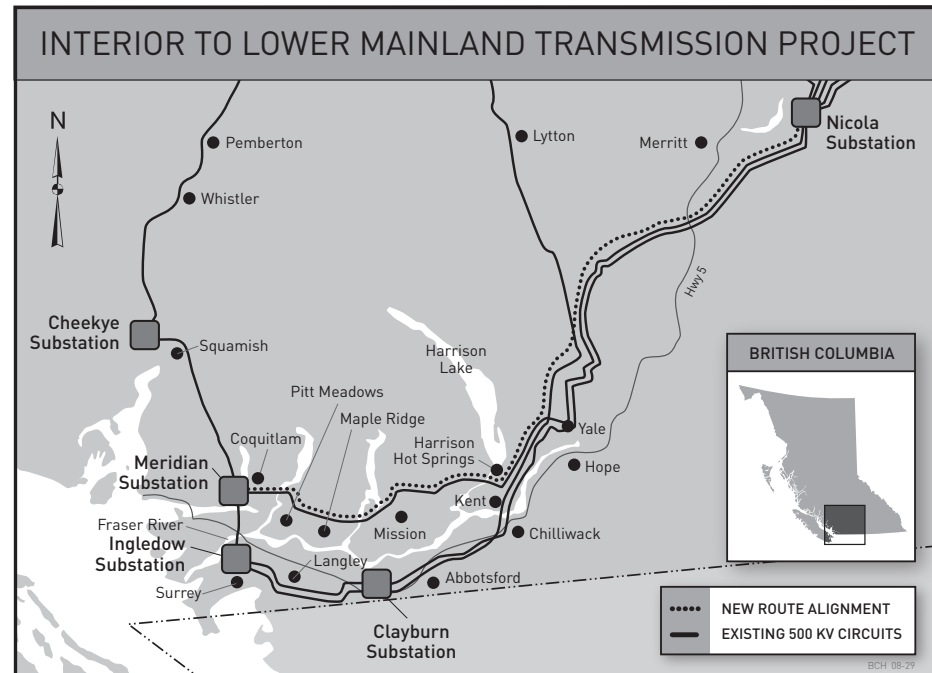 INTERIOR TO LOWER MAINLAND TRANSMISSION PROJECT
N
Pemberton
Lytton
Merritt
Nicola
Substation
Whistler
Hwy 5
Cheekye
Substation
Squamish
Harrison
Lake
BRITISH COLUMBIA
Pitt Meadows
Maple Ridge
Coquitlam
Harrison
Hot Springs
Yale
Meridian
Substation
Hope
Kent
Fraser River
Mission
Chilliwack
Ingledow
Substation
Langley
Surrey
Abbotsford
Clayburn
Substation
NEW ROUTE ALIGNMENT
EXISTING 500 KV CIRCUITS
BCH 08-29